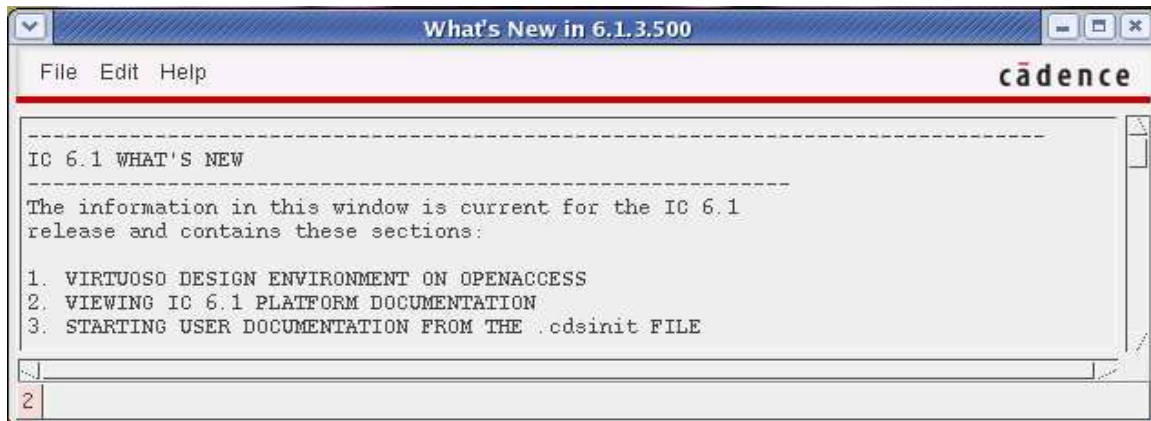 What's New in 6.1.3.500
File Edit Help
cādence
--------------------------------------------------------------------------------
IC 6.1 WHAT'S NEW
------------------------------------------------------------
The information in this window is current for the IC 6.1
release and contains these sections:
1. VIRTUOSO DESIGN ENVIRONMENT ON OPENACCESS
2. VIEWING IC 6.1 PLATFORM DOCUMENTATION
3. STARTING USER DOCUMENTATION FROM THE .cdsinit FILE
2